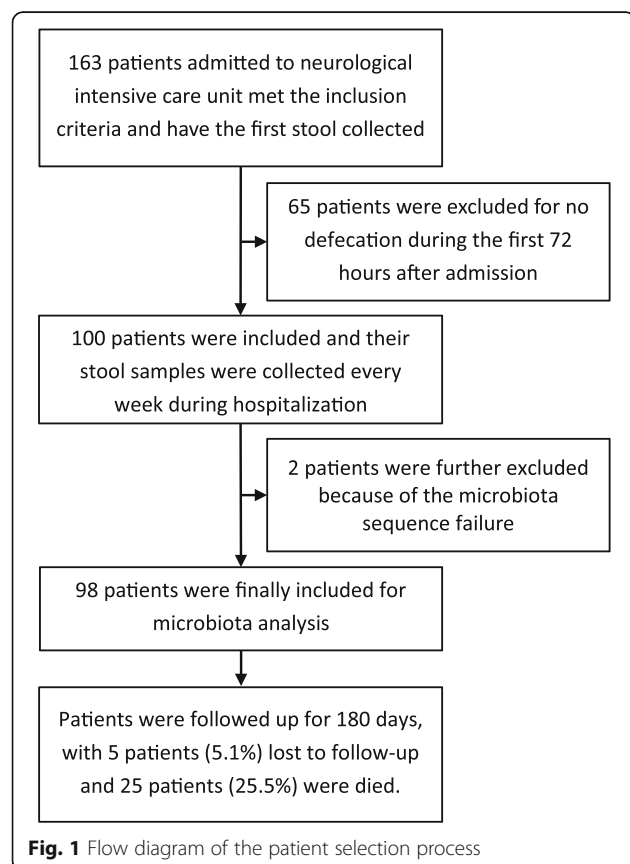 163 patients admitted to neurological
intensive care unit met the inclusion
criteria and have the first stool collected
65 patients were excluded for no
defecation during the first 72
hours after admission
100 patients were included and their
stool samples were collected every
week during hospitalization
2 patients were further excluded
because of the microbiota
sequence failure
98 patients were finally included for
microbiota analysis
Patients were followed up for 180 days,
with 5 patients (5.1%) lost to follow-up
and 25 patients (25.5%) were died.
Fig. 1 Flow diagram of the patient selection process